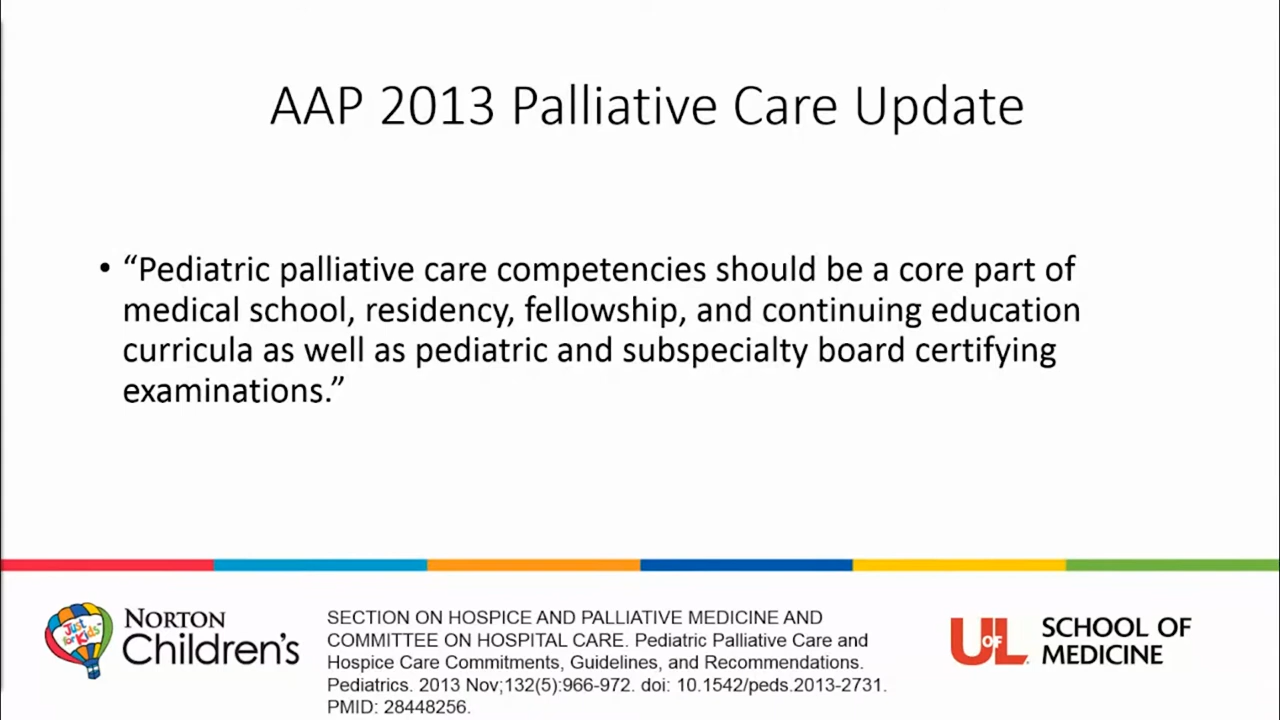 AAP 2013 Palliative Care Update
• “Pediatric palliative care competencies should be a core part of
medical school, residency, fellowship, and continuing education
curricula as well as pediatric and subspecialty board certifying
examinations.”
Just
for Kids™
NORTON
Children’s
SECTION ON HOSPICE AND PALLIATIVE MEDICINE AND
COMMITTEE ON HOSPITAL CARE. Pediatric Palliative Care and
Hospice Care Commitments, Guidelines, and Recommendations.
Pediatrics. 2013 Nov;132(5):966-972. doi: 10.1542/peds.2013-2731.
PMID: 28448256.
UOFL
SCHOOL OF
MEDICINE